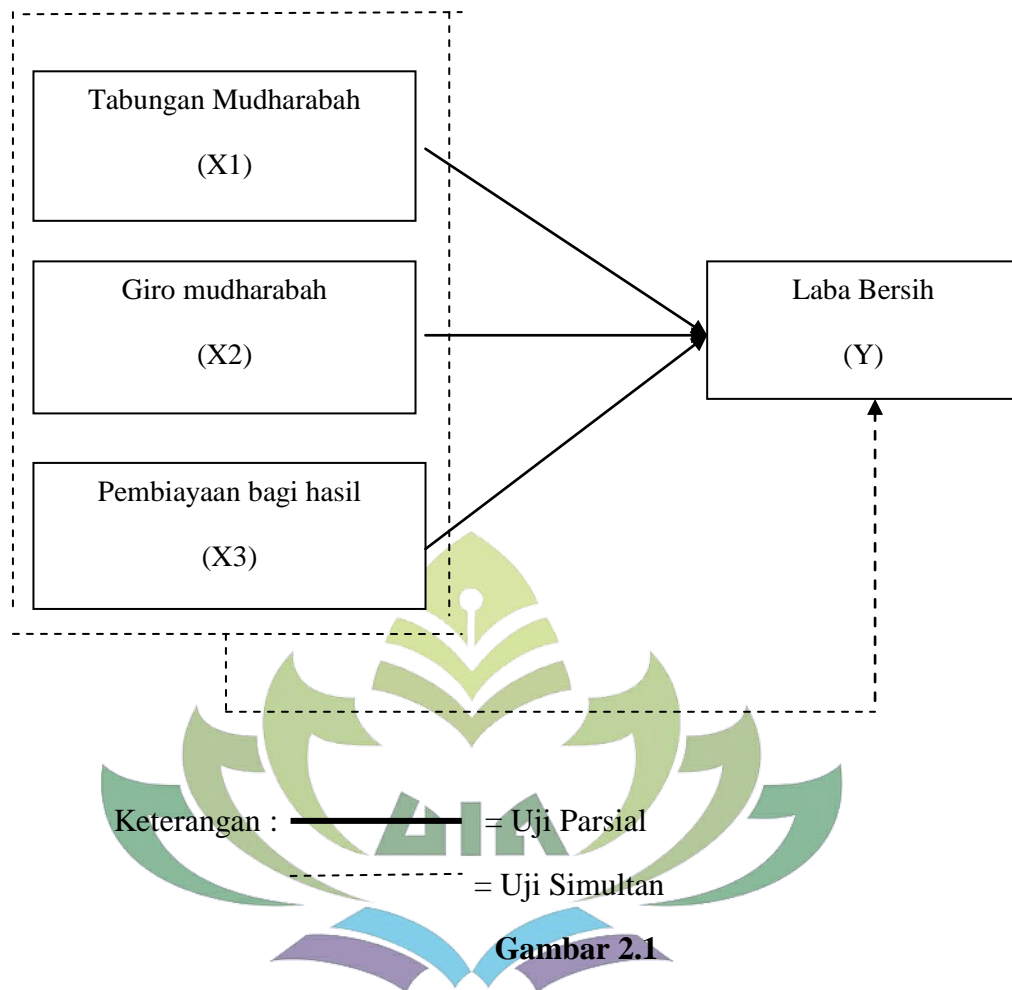 Tabungan Mudharabah
(X1)
Giro mudharabah
(X2)
Pembiayaan bagi hasil
(X3)
Laba Bersih
(Y)
Keterangan : = Uji Parsial
= Uji Simultan
Gambar 2.1